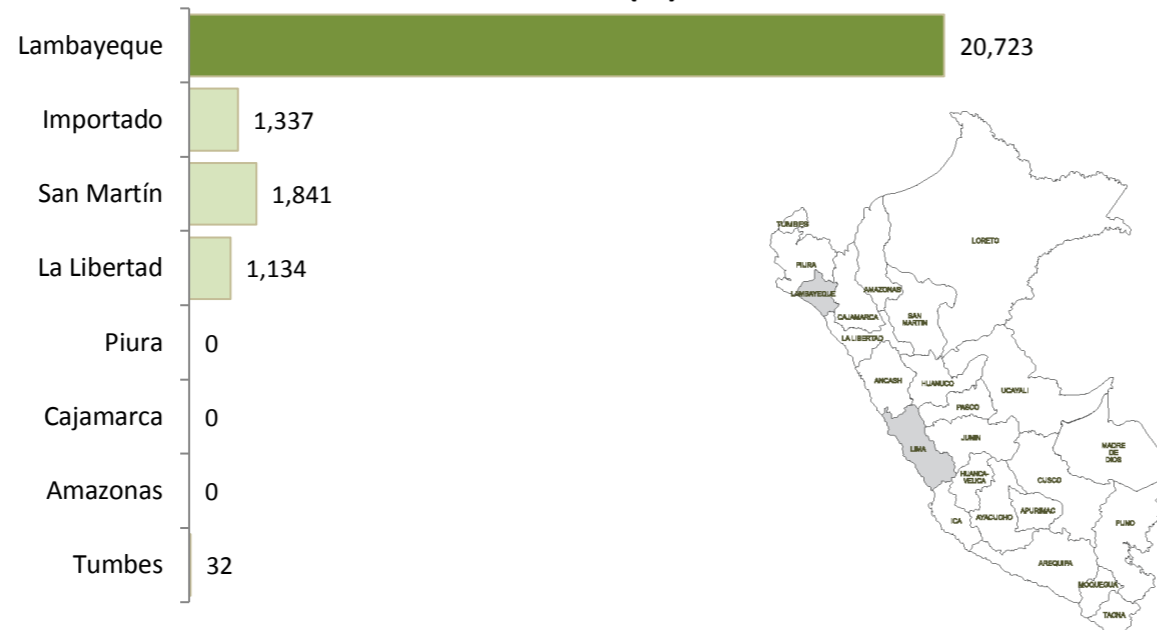 Lambayeque 20,723
Importado 1,337
San Martín 1,841
La Libertad 1,134
Piura 0
Cajamarca 0
Amazonas 0
Tumbes 32
TUMBES
LORETO
PIURA
LAMBAYEQUE
AMAZONAS
CAJAMARCA
SAN
MARTIN
LA LIBERTAD
ANCASH
HUANUCO
UCAYALI
PASCO
LIMA
JUNIN
MADRE
DE
DIOS
HUANCA-
VELICA
CUSCO
ICA
AYACUCHO
APURIMAC
PUNO
AREQUIPA
MOQUEGUA
TACNA